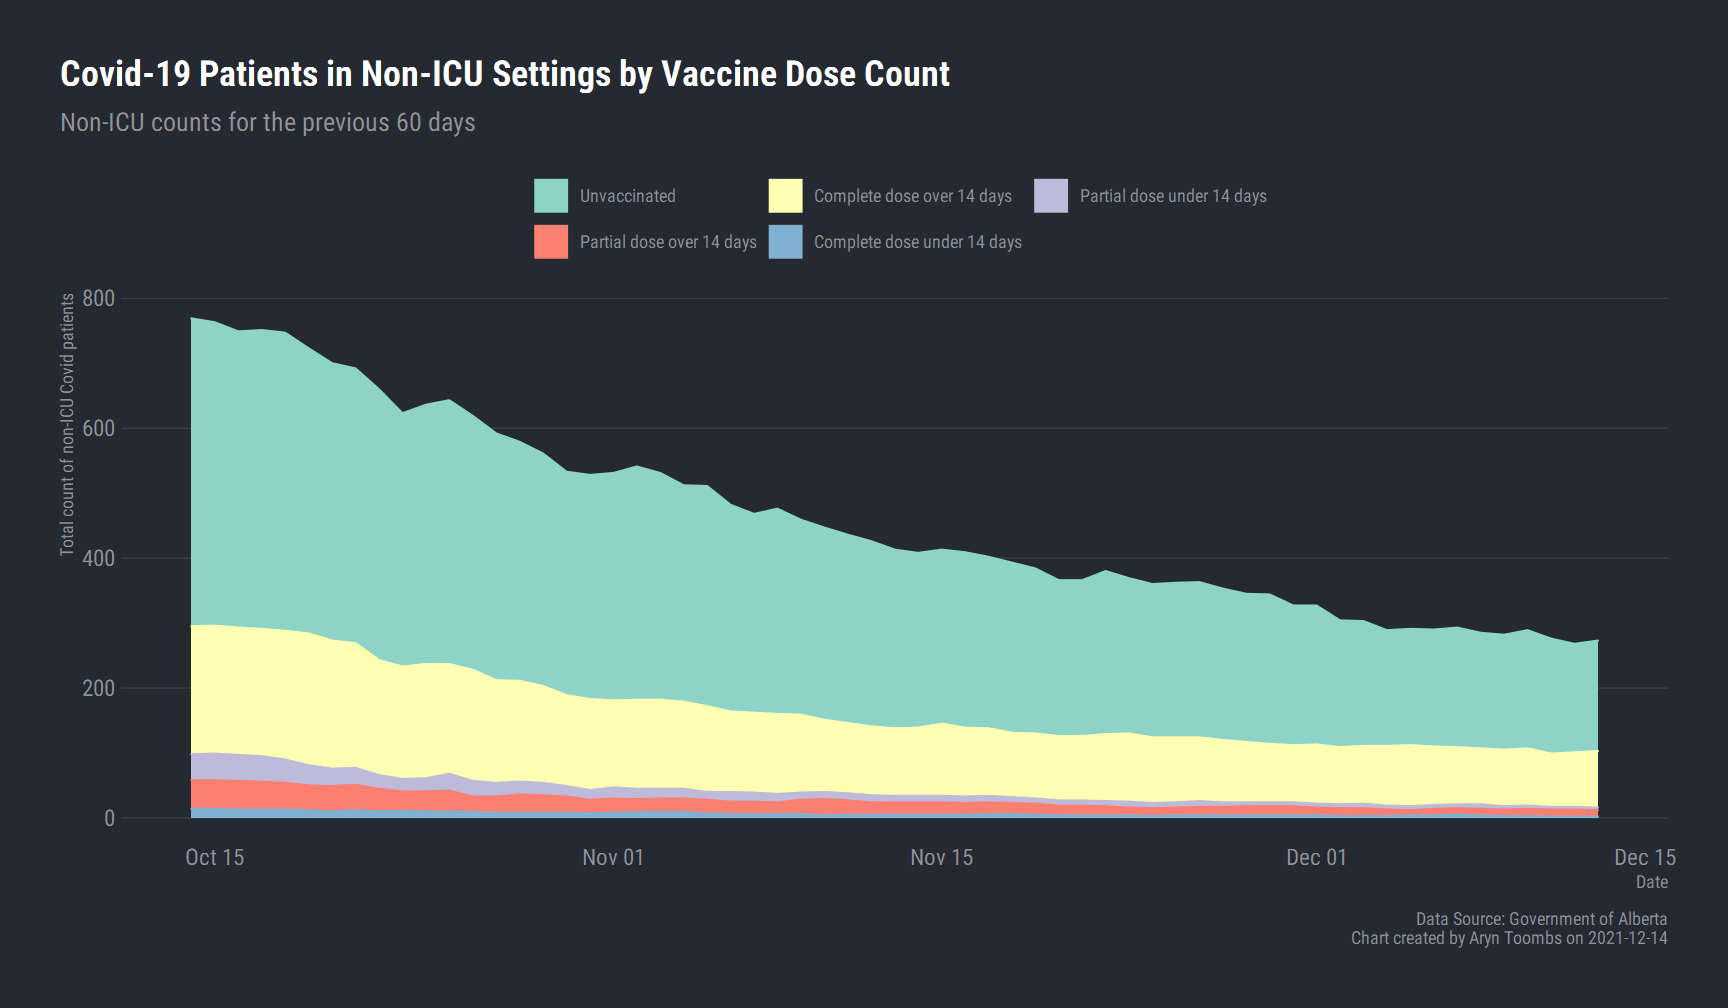 Covid-19 Patients in Non-ICU Settings by Vaccine Dose Count
Non-ICU counts for the previous 60 days
Unvaccinated
Complete dose over 14 days
Partial dose under 14 days
Partial dose over 14 days
Complete dose under 14 days
Total count of non-ICU Covid patients
800
600
400
200
0
Oct 15
Nov 01
Nov 15
Dec 01
Dec 15
Date
Data Source: Government of Alberta
Chart created by Aryn Toombs on 2021-12-14